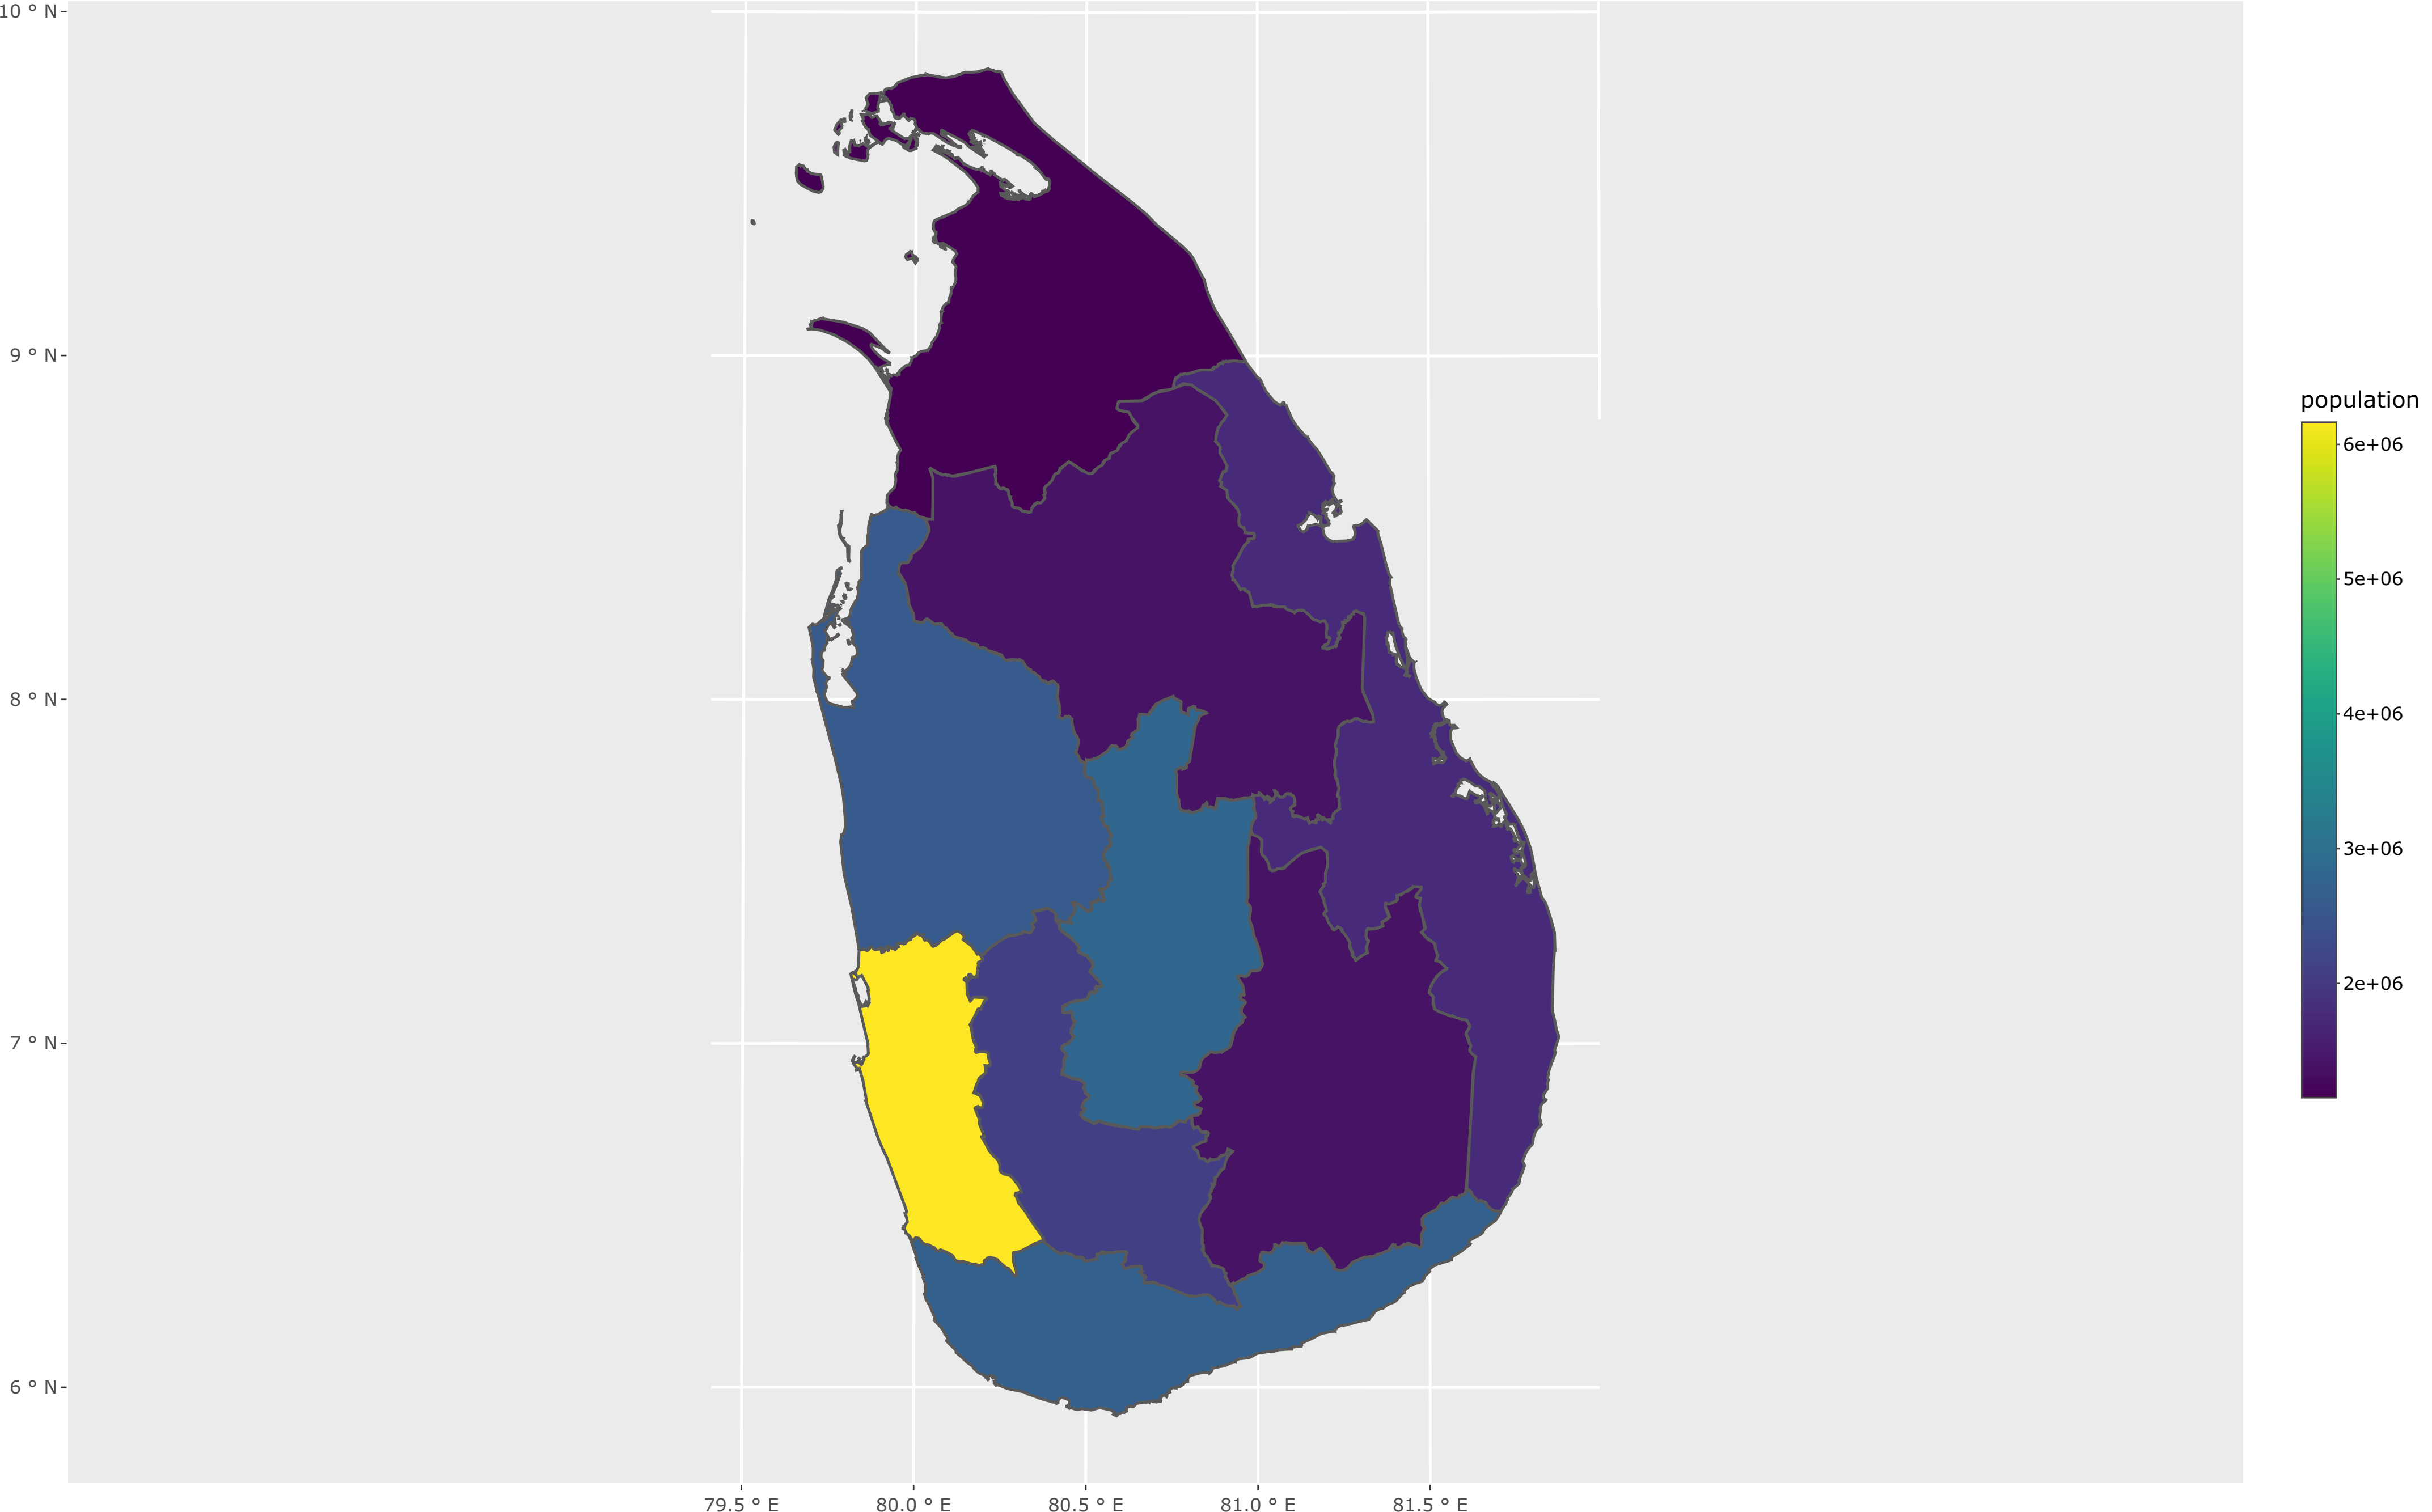 10 ° N
9 ° N
8 ° N
7 ° N
6 ° N
79.5 ° E
80.0 ° E
80.5 ° E
81.0 ° E
81.5 ° E
population
6e+06
5e+06
4e+06
3e+06
2e+06